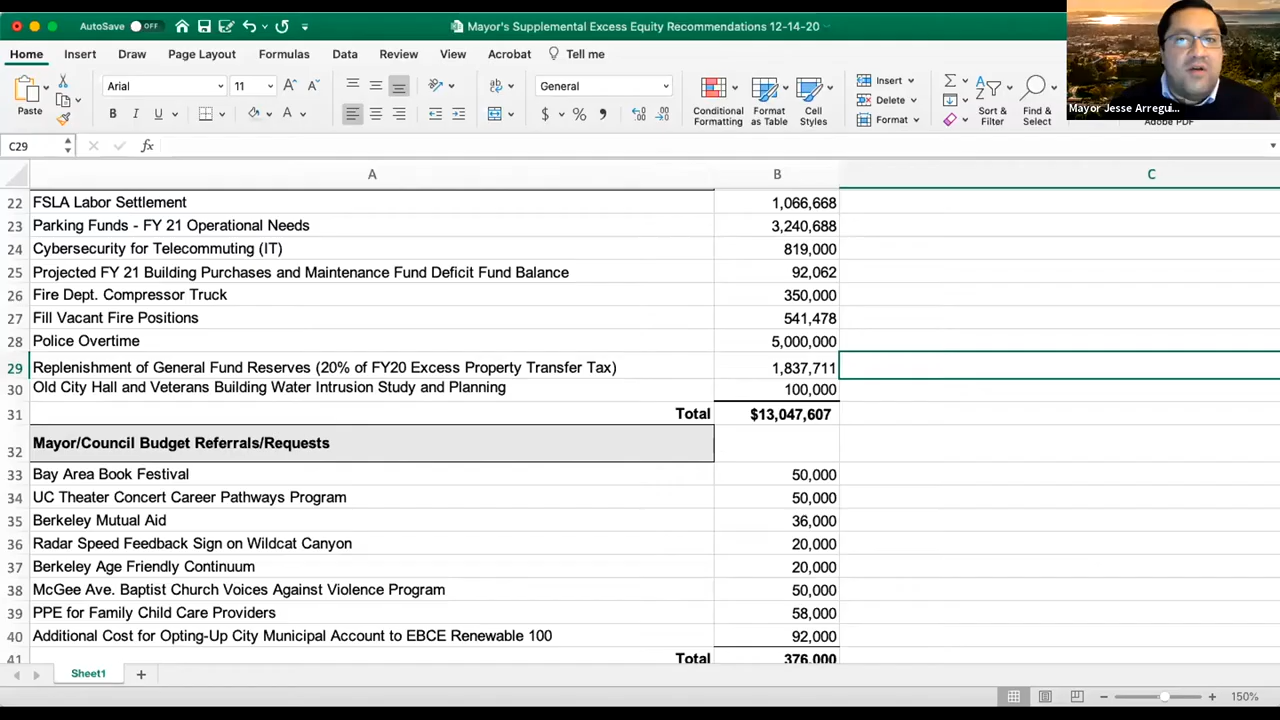 AutoSave OFF
Mayor's Supplemental Excess Equity Recommendations 12-14-20
Home Insert Draw Page Layout Formulas Data Review View Acrobat Tell me
Mayor Jesse Arregui...
Paste
Arial 11
B I U
General
$ % ,
Conditional Formatting
Format as Table
Cell Styles
Insert
Delete
Format
Sort & Filter
Find & Select
Adobe PDF
C29 fx
A B C
22 FSLA Labor Settlement 1,066,668
23 Parking Funds - FY 21 Operational Needs 3,240,688
24 Cybersecurity for Telecommuting (IT) 819,000
25 Projected FY 21 Building Purchases and Maintenance Fund Deficit Fund Balance 92,062
26 Fire Dept. Compressor Truck 350,000
27 Fill Vacant Fire Positions 541,478
28 Police Overtime 5,000,000
29 Replenishment of General Fund Reserves (20% of FY20 Excess Property Transfer Tax) 1,837,711
30 Old City Hall and Veterans Building Water Intrusion Study and Planning 100,000
31 Total $13,047,607
32 Mayor/Council Budget Referrals/Requests
33 Bay Area Book Festival 50,000
34 UC Theater Concert Career Pathways Program 50,000
35 Berkeley Mutual Aid 36,000
36 Radar Speed Feedback Sign on Wildcat Canyon 20,000
37 Berkeley Age Friendly Continuum 20,000
38 McGee Ave. Baptist Church Voices Against Violence Program 50,000
39 PPE for Family Child Care Providers 58,000
40 Additional Cost for Opting-Up City Municipal Account to EBCE Renewable 100 92,000
41 Total 376,000
Sheet1 +
150%